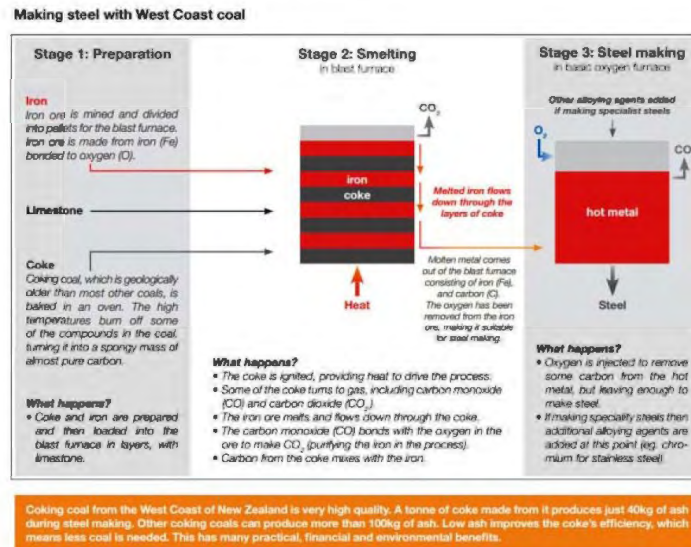 Making steel with West Coast coal
Stage 1: Preparation
Iron
Iron ore is mined and divided
into pellets for the blast furnace.
Iron ore is made from iron (Fe)
bonded to oxygen (O).
Limestone
Coke
Coking coal, which is geologically
older than most other coals, is
baked in an oven. The high
temperatures burn off some
of the compounds in the coal,
turning it into a spongy mass of
almost pure carbon.
What happens?
• Coke and iron are prepared
and then loaded into the
blast furnace in layers, with
limestone.
Stage 2: Smelting
in blast furnace
CO₂
iron
coke
Melted iron flows
down through the
layers of coke
Heat
Molten metal comes
out of the blast furnace
consisting of iron (Fe),
and carbon (C).
The oxygen has been
removed from the iron
ore, making it suitable
for steel making.
What happens?
• The coke is ignited, providing heat to drive the process.
• Some of the coke turns to gas, including carbon monoxide
(CO) and carbon dioxide (CO₂).
• The iron ore melts and flows down through the coke.
• The carbon monoxide (CO) bonds with the oxygen in the
ore to make CO₂ (purifying the iron in the process).
• Carbon from the coke mixes with the iron.
Stage 3: Steel making
in basic oxygen furnace
Other alloying agents added
if making specialist steels
O₂
CO
hot metal
Steel
What happens?
• Oxygen is injected to remove
some carbon from the hot
metal, but leaving enough to
make steel.
• If making speciality steels then
additional alloying agents are
added at this point (eg. chro-
mium for stainless steel)
Coking coal from the West Coast of New Zealand is very high quality. A tonne of coke made from it produces just 40kg of ash
during steel making. Other coking coals can produce more than 100kg of ash. Low ash improves the coke's efficiency, which
means less coal is needed. This has many practical, financial and environmental benefits.